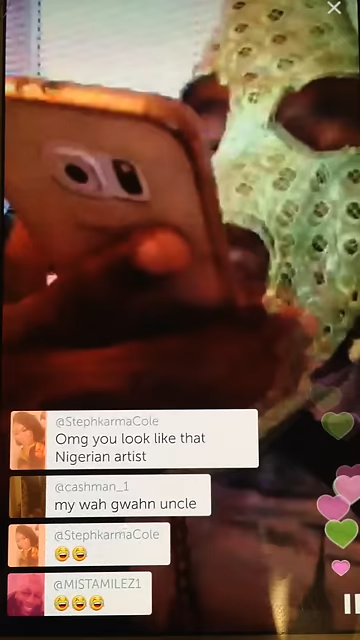 @StephkarmaCole
Omg you look like that
Nigerian artist
@cashman_1
my wah gwahn uncle
@StephkarmaCole
😂😂
@MISTAMILEZ1
😂😂😂